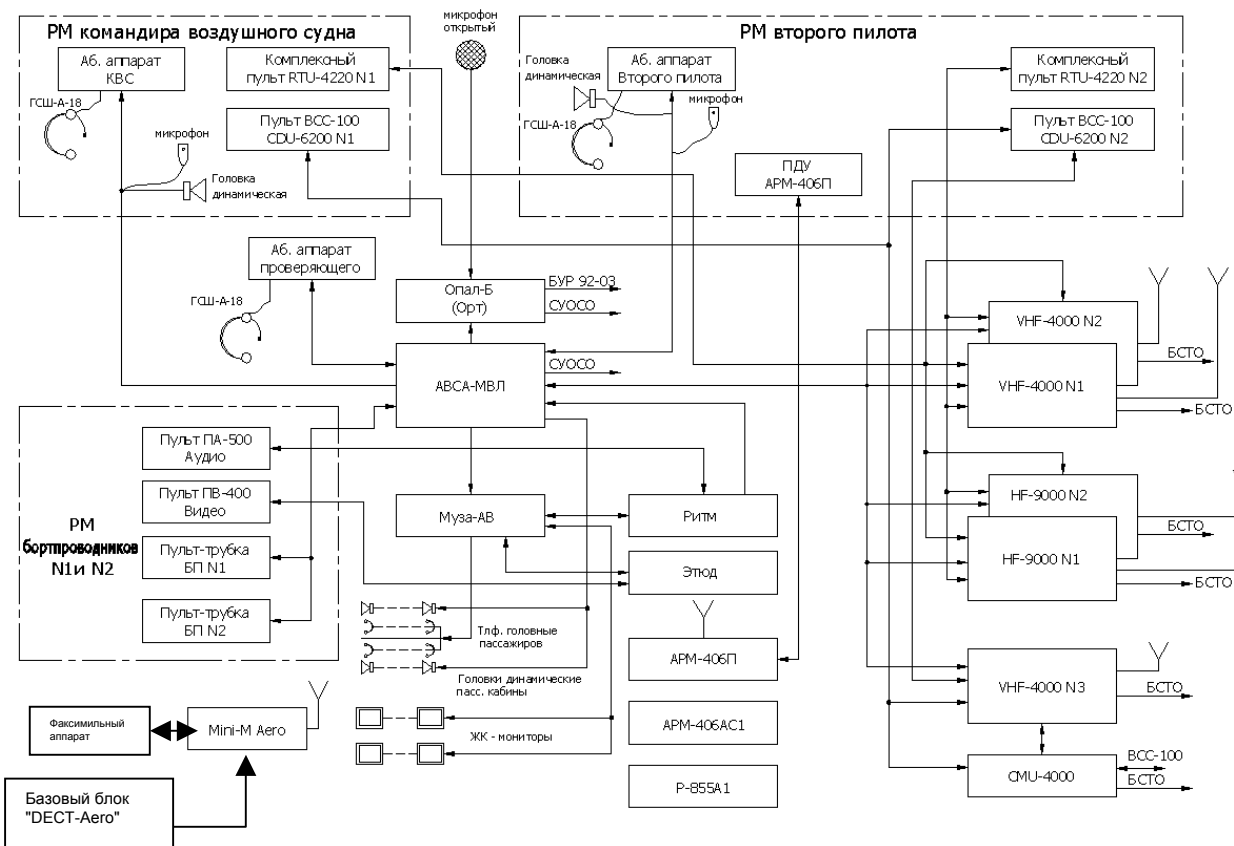 РМ командира воздушного судна
Аб. аппарат
КВС
Комплексный
пульт RTU-4220 N1
ГСШ-А-18
Пульт ВСС-100
CDU-6200 N1
микрофон
Головка
динамическая
микрофон
открытый
РМ второго пилота
Головка
динамическая
Аб. аппарат
Второго пилота
ГСШ-А-18
микрофон
ПДУ
АРМ-406П
Комплексный
пульт RTU-4220 N2
Пульт ВСС-100
CDU-6200 N2
Аб. аппарат
проверяющего
ГСШ-А-18
Опал-Б
(Орт)
БУР 92-03
СУОСО
АВСА-МВЛ
СУОСО
VHF-4000 N2
БСТО
VHF-4000 N1
БСТО
РМ
бортпроводников
N1и N2
Пульт ПА-500
Аудио
Пульт ПВ-400
Видео
Пульт-трубка
БП N1
Пульт-трубка
БП N2
Муза-АВ
Ритм
Этюд
HF-9000 N2
БСТО
HF-9000 N1
БСТО
Тлф. головные
пассажиров
Головки динамические
пасс. кабины
ЖК - мониторы
АРМ-406П
АРМ-406АС1
Р-855А1
VHF-4000 N3
БСТО
CMU-4000
ВСС-100
БСТО
Факсимильный
аппарат
Mini-M Aero
Базовый блок
"DECT-Aero"